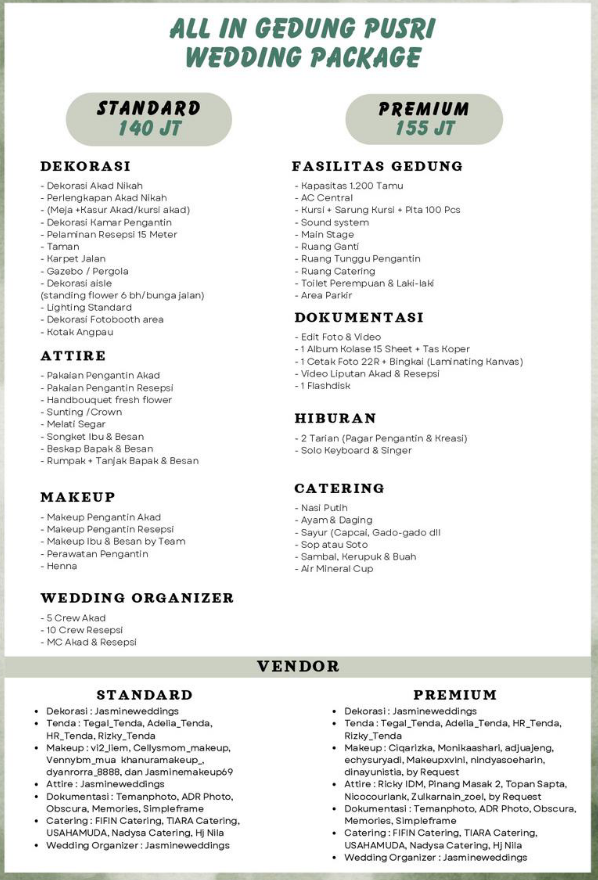 ALL IN GEDUNG PUSRI
WEDDING PACKAGE
STANDARD
140 JT
PREMIUM
155 JT
DEKORASI
- Dekorasi Akad Nikah
- Perlengkapan Akad Nikah
- (Meja +Kasur Akad/kursi akad)
- Dekorasi Kamar Pengantin
- Pelaminan Resepsi 15 Meter
- Taman
- Karpet Jalan
- Gazebo / Pergola
- Dekorasi aisle
(standing flower 6 bh/bunga jalan)
- Lighting Standard
- Dekorasi Fotobooth area
- Kotak Angpau
ATTIRE
- Pakaian Pengantin Akad
- Pakaian Pengantin Resepsi
- Handbouquet fresh flower
- Sunting /Crown
- Melati Segar
- Songket Ibu & Besan
- Beskap Bapak & Besan
- Rumpak + Tanjak Bapak & Besan
MAKEUP
- Makeup Pengantin Akad
- Makeup Pengantin Resepsi
- Makeup Ibu & Besan by Team
- Perawatan Pengantin
- Henna
WEDDING ORGANIZER
- 5 Crew Akad
- 10 Crew Resepsi
- MC Akad & Resepsi
FASILITAS GEDUNG
- Kapasitas 1.200 Tamu
- AC Central
- Kursi + Sarung Kursi + Pita 100 Pcs
- Sound system
- Main Stage
- Ruang Ganti
- Ruang Tunggu Pengantin
- Ruang Catering
- Toilet Perempuan & Laki-laki
- Area Parkir
DOKUMENTASI
- Edit Foto & Video
- 1 Album Kolase 15 Sheet + Tas Koper
- 1 Cetak Foto 22R + Bingkai (Laminating Kanvas)
- Video Liputan Akad & Resepsi
- 1 Flashdisk
HIBURAN
- 2 Tarian (Pagar Pengantin & Kreasi)
- Solo Keyboard & Singer
CATERING
- Nasi Putih
- Ayam & Daging
- Sayur (Capcai, Gado-gado dll
- Sop atau Soto
- Sambal, Kerupuk & Buah
- Air Mineral Cup
VENDOR
STANDARD
• Dekorasi : Jasmineweddings
• Tenda : Tegal_Tenda, Adelia_Tenda,
HR_Tenda, Rizky_Tenda
• Makeup : vi2_liem, Cellysmom_makeup,
Vennybm_mua khanuramakeup_,
dyanrorra_8888, dan Jasminemakeup69
• Attire : Jasmineweddings
• Dokumentasi : Temanphoto, ADR Photo,
Obscura, Memories, Simpleframe
• Catering : FIFIN Catering, TIARA Catering,
USAHAMUDA, Nadysa Catering, Hj Nila
• Wedding Organizer : Jasmineweddings
PREMIUM
• Dekorasi : Jasmineweddings
• Tenda : Tegal_Tenda, Adelia_Tenda, HR_Tenda,
Rizky_Tenda
• Makeup : Ciqarizka, Monikaashari, adjuajeng,
echysuryadi, Makeupxvini, nindyasoeharin,
dinayunistia, by Request
• Attire : Ricky IDM, Pinang Masak 2, Topan Sapta,
Nicocouriank, Zulkarnain_zoel, by Request
• Dokumentasi : Temanphoto, ADR Photo, Obscura,
Memories, Simpleframe
• Catering : FIFIN Catering, TIARA Catering,
USAHAMUDA, Nadysa Catering, Hj Nila
• Wedding Organizer : Jasmineweddings